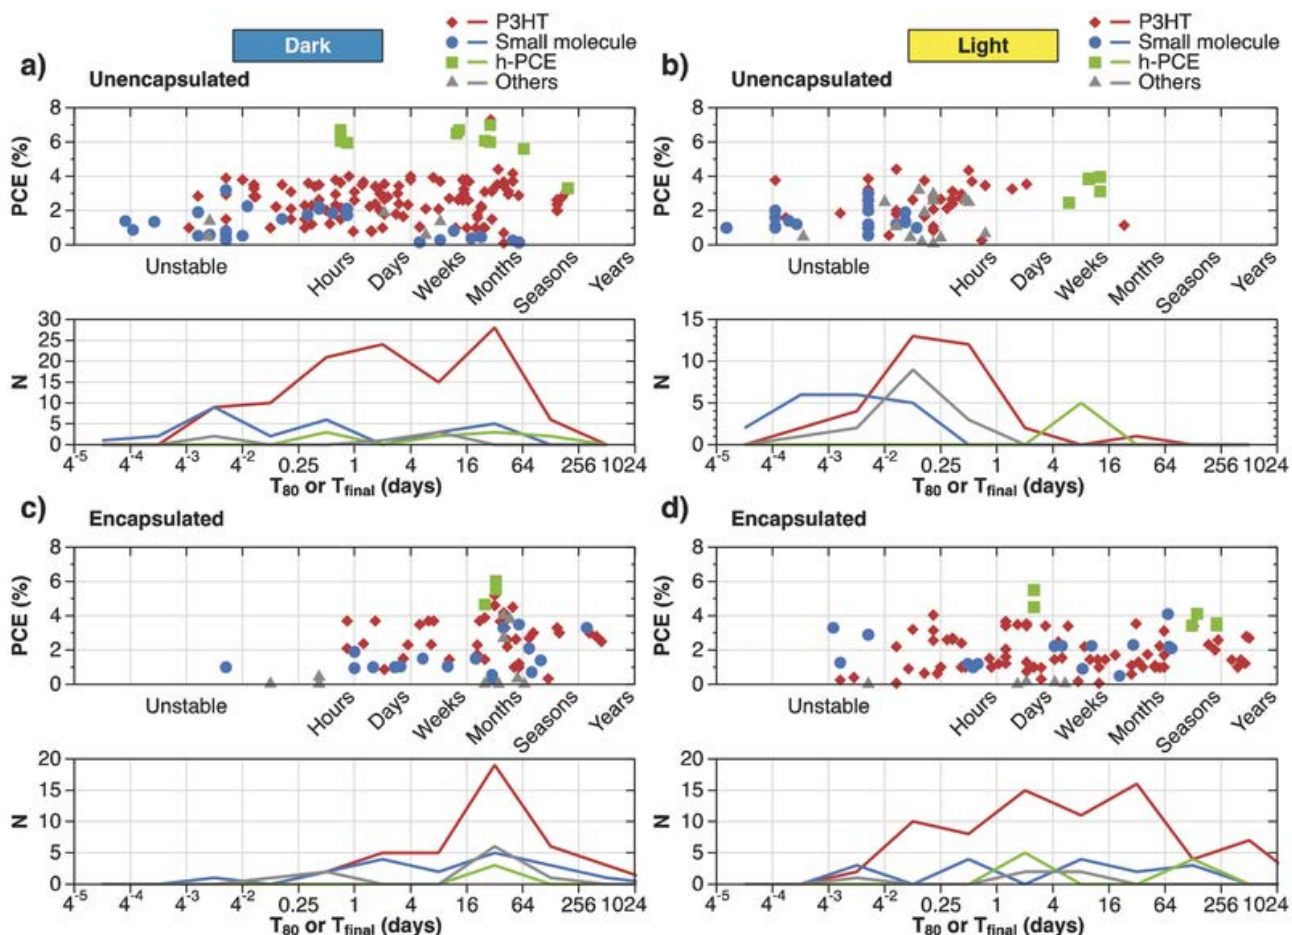 Dark
P3HT
Small molecule
h-PCE
Others
a)
Unencapsulated
PCE (%)
8
6
4
2
0
Unstable
Hours
Days
Weeks
Months
Seasons
Years
N
30
25
20
15
10
5
0
4-5
4-4
4-3
4-2
0.25
1
4
16
64
256
1024
T80 or Tfinal (days)
Light
P3HT
Small molecule
h-PCE
Others
b)
Unencapsulated
PCE (%)
8
6
4
2
0
Unstable
Hours
Days
Weeks
Months
Seasons
Years
N
15
10
5
0
4-5
4-4
4-3
4-2
0.25
1
4
16
64
256
1024
T80 or Tfinal (days)
c)
Encapsulated
PCE (%)
8
6
4
2
0
Unstable
Hours
Days
Weeks
Months
Seasons
Years
N
20
15
10
5
0
4-5
4-4
4-3
4-2
0.25
1
4
16
64
256
1024
T80 or Tfinal (days)
d)
Encapsulated
PCE (%)
8
6
4
2
0
Unstable
Hours
Days
Weeks
Months
Seasons
Years
N
20
15
10
5
0
4-5
4-4
4-3
4-2
0.25
1
4
16
64
256
1024
T80 or Tfinal (days)